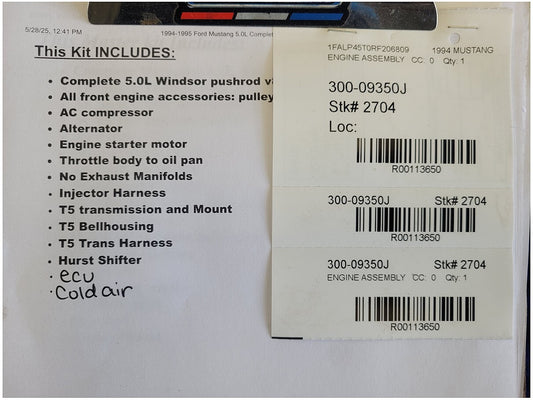 5/28/25, 12:41 PM
1994-1995 Ford Mustang 5.0L Complet
This Kit INCLUDES:
• Complete 5.0L Windsor pushrod v8
• All front engine accessories: pulley
• AC compressor
• Alternator
• Engine starter motor
• Throttle body to oil pan
• No Exhaust Manifolds
• Injector Harness
• T5 transmission and Mount
• T5 Bellhousing
• T5 Trans Harness
• Hurst Shifter
• ecu
• Cold air
1FALP45T0RF206809 1994 MUSTANG
ENGINE ASSEMBLY CC: 0 Qty: 1
300-09350J
Stk# 2704
Loc:
R00113650
300-09350J Stk# 2704
R00113650
300-09350J Stk# 2704
ENGINE ASSEMBLY CC: 0 Qty: 1
R00113650